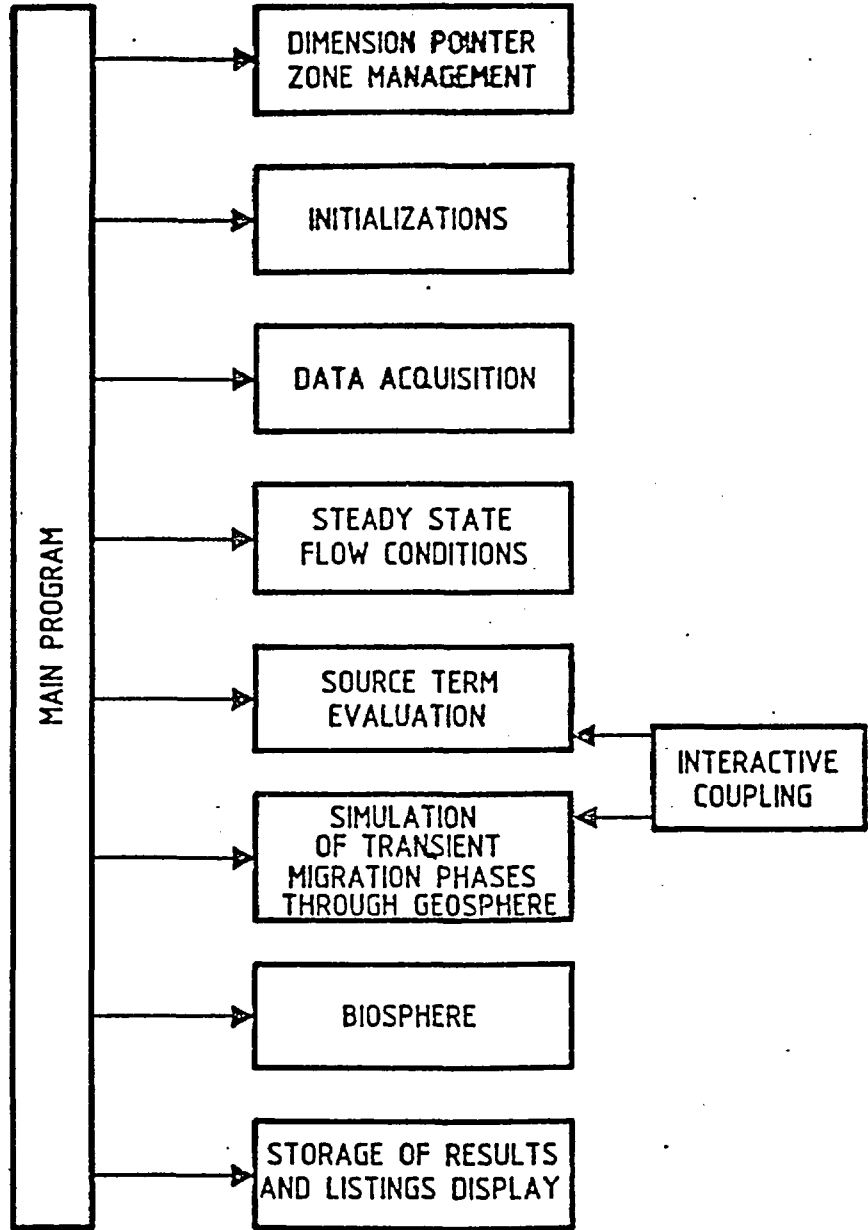 MAIN PROGRAM
DIMENSION POINTER
ZONE MANAGEMENT
INITIALIZATIONS
DATA ACQUISITION
STEADY STATE
FLOW CONDITIONS
SOURCE TERM
EVALUATION
INTERACTIVE
COUPLING
SIMULATION
OF TRANSIENT
MIGRATION PHASES
THROUGH GEOSPHERE
BIOSPHERE
STORAGE OF RESULTS
AND LISTINGS DISPLAY